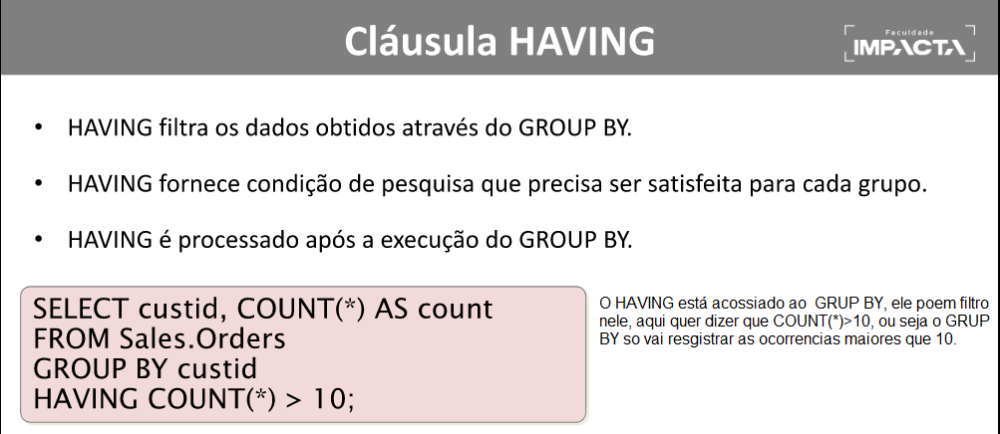 Cláusula HAVING
Faculdade
IMPACTA
• HAVING filtra os dados obtidos através do GROUP BY.
• HAVING fornece condição de pesquisa que precisa ser satisfeita para cada grupo.
• HAVING é processado após a execução do GROUP BY.
SELECT custid, COUNT(*) AS count
FROM Sales.Orders
GROUP BY custid
HAVING COUNT(*) > 10;
O HAVING está acossiado ao  GRUP BY, ele poem filtro
nele, aqui quer dizer que COUNT(*)>10, ou seja o GRUP
BY so vai resgistrar as ocorrencias maiores que 10.